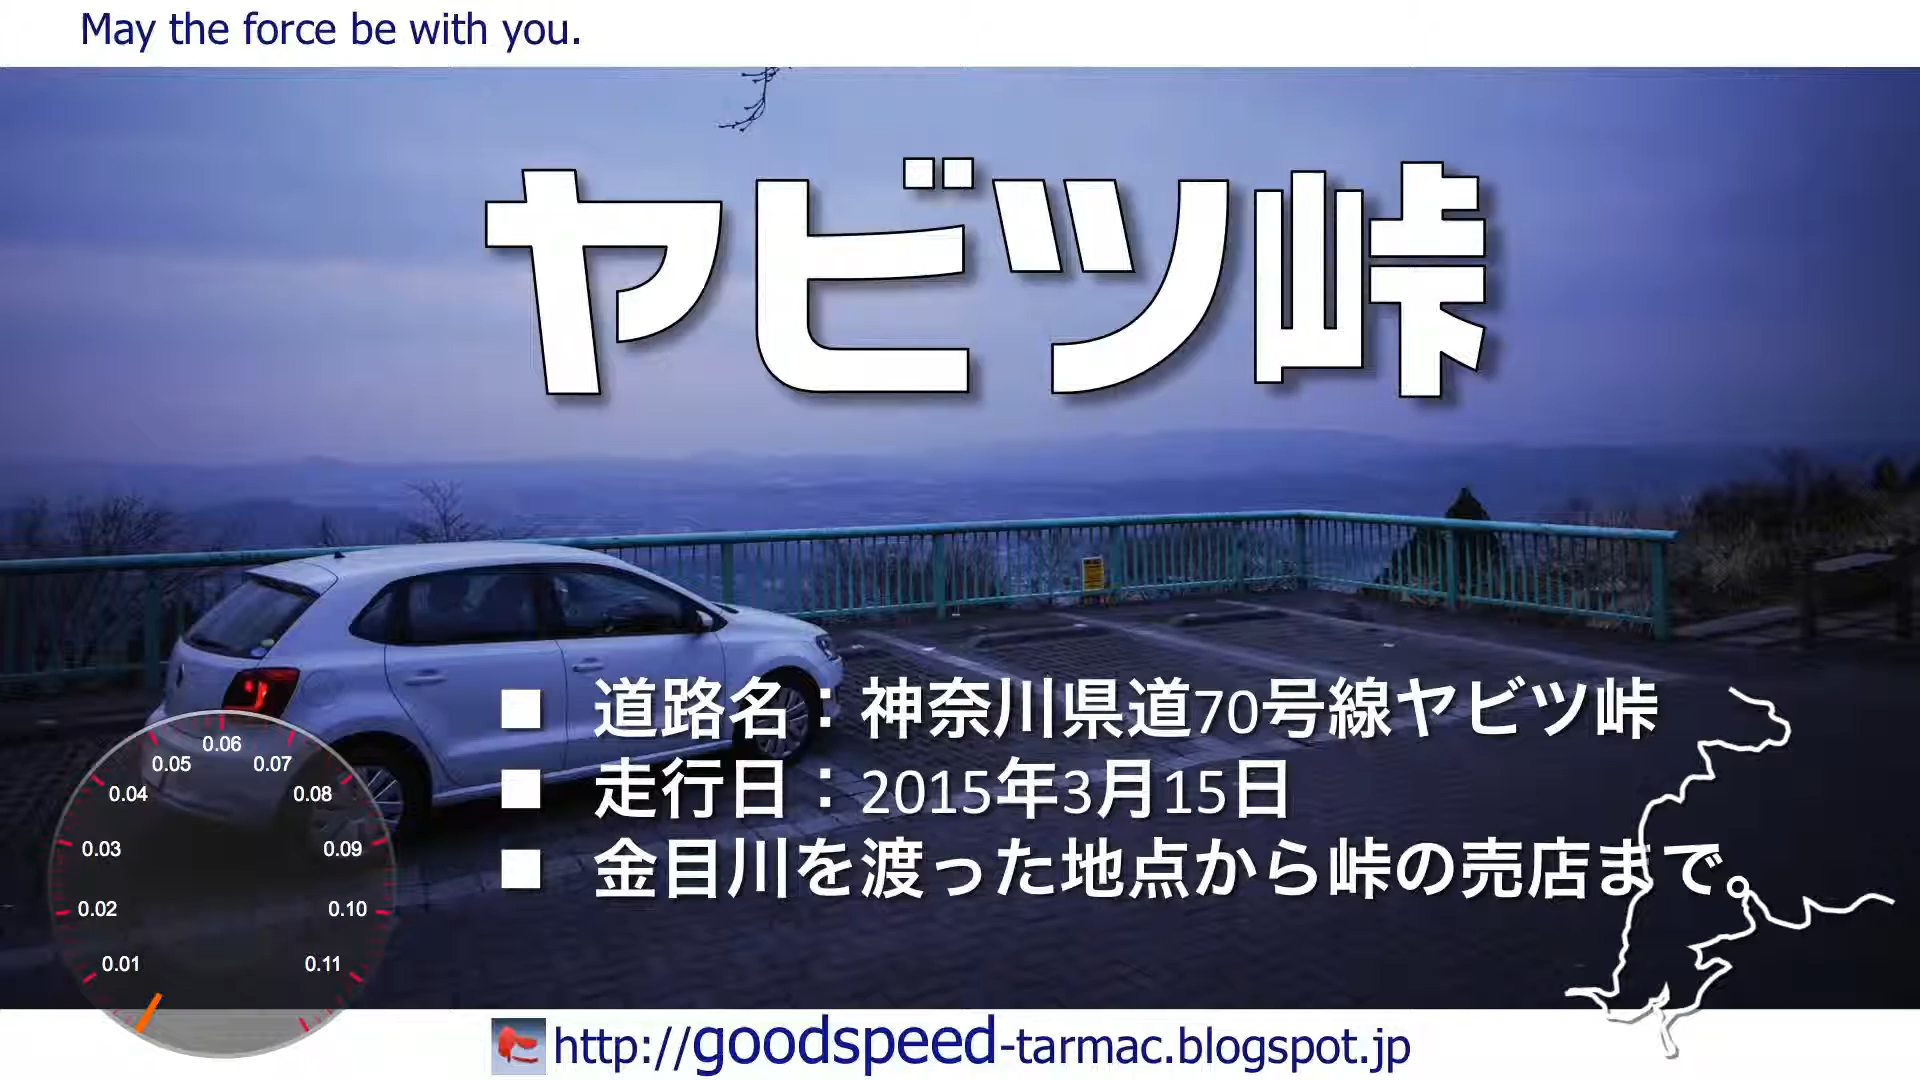 May the force be with you.
ヤビツ峠
■ 道路名：神奈川県道70号線ヤビツ峠
■ 走行日：2015年3月15日
■ 金目川を渡った地点から峠の売店まで。
0.06
0.05
0.07
0.04
0.08
0.03
0.09
0.02
0.10
0.01
0.11
http://goodspeed-tarmac.blogspot.jp